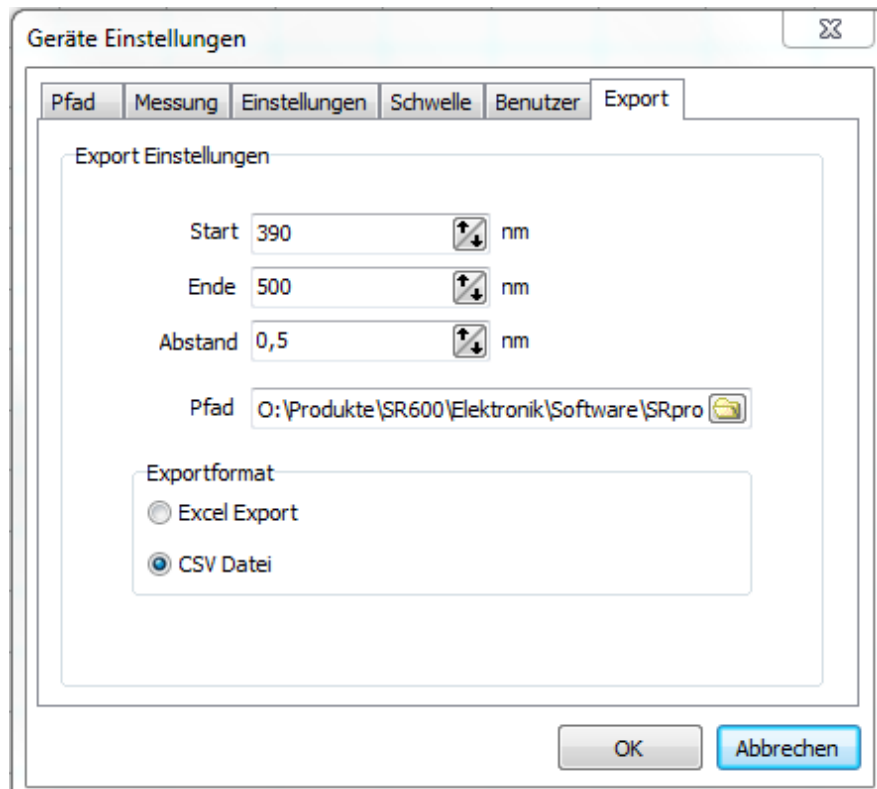 Geräte Einstellungen
Pfad Messung Einstellungen Schwelle Benutzer Export
Export Einstellungen
Start 390 nm
Ende 500 nm
Abstand 0,5 nm
Pfad O:\Produkte\SR600\Elektronik\Software\SRpro
Exportformat
Excel Export
CSV Datei
OK Abbrechen